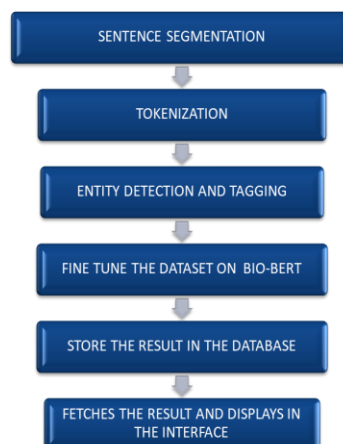 SENTENCE SEGMENTATION
TOKENIZATION
ENTITY DETECTION AND TAGGING
FINE TUNE THE DATASET ON BIO-BERT
STORE THE RESULT IN THE DATABASE
FETCHES THE RESULT AND DISPLAYS IN
THE INTERFACE